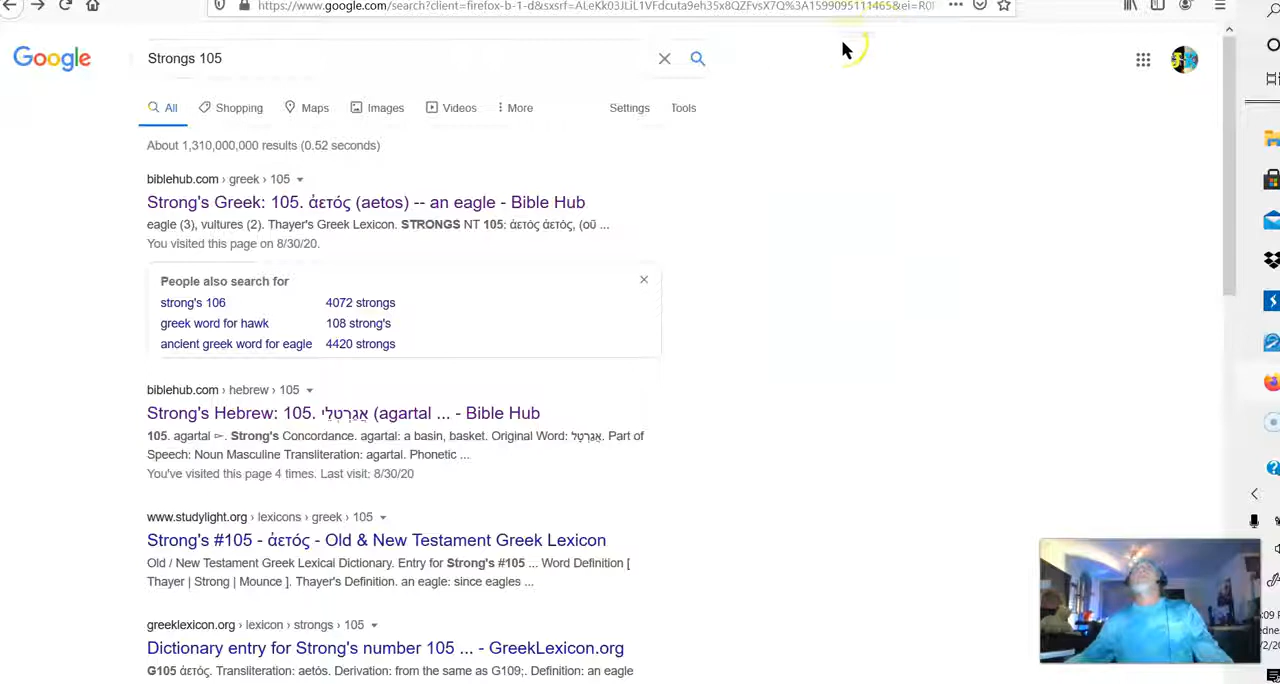 https://www.google.com/search?client=firefox-b-1-d&sxsrf=
Google
Strongs 105
All Shopping Maps Images Videos More Settings Tools
About 1,310,000,000 results (0.52 seconds)
biblehub.com › greek › 105
Strong's Greek: 105. ἀετός (aetos) -- an eagle - Bible Hub
eagle (3), vultures (2). Thayer's Greek Lexicon. STRONGS NT 105: ἀετός ἀετός, (οῦ ...
You visited this page on 8/30/20.
People also search for
strong's 106 4072 strongs
greek word for hawk 108 strong's
ancient greek word for eagle 4420 strongs
biblehub.com › hebrew › 105
Strong's Hebrew: 105. אֲגַרְטְלֵי (agartal ... - Bible Hub
105. agartal ►. Strong's Concordance. agartal: a basin, basket. Original Word: אֲגַרְטָל. Part of
Speech: Noun Masculine Transliteration: agartal. Phonetic ...
You've visited this page 4 times. Last visit: 8/30/20
www.studylight.org › lexicons › greek › 105
Strong's #105 - ἀετός - Old & New Testament Greek Lexicon
Old / New Testament Greek Lexical Dictionary. Entry for Strong's #105 ... Word Definition [
Thayer | Strong | Mounce ]. Thayer's Definition. an eagle: since eagles ...
greeklexicon.org › lexicon › strongs › 105
Dictionary entry for Strong's number 105 ... - GreekLexicon.org
G105 ἀετός. Transliteration: aetós. Derivation: from the same as G109;. Definition: an eagle